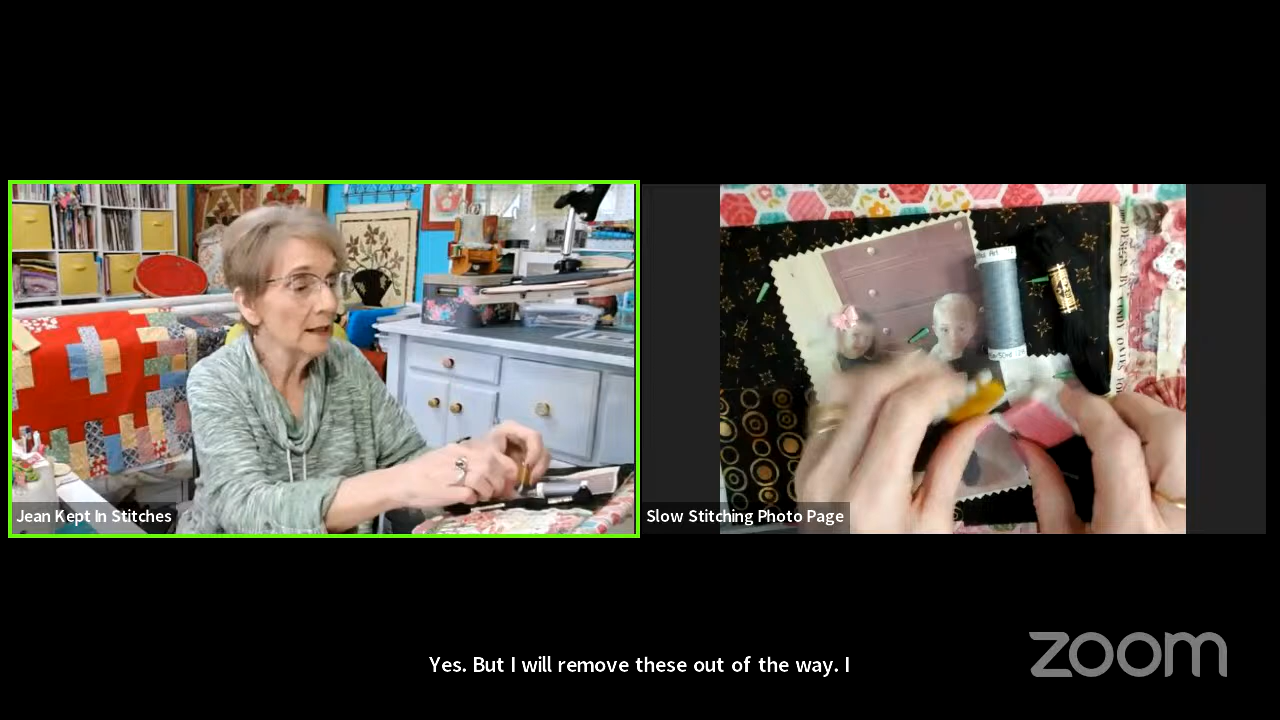 Jean Kept In Stitches
Slow Stitching Photo Page
Yes. But I will remove these out of the way. I
zoom